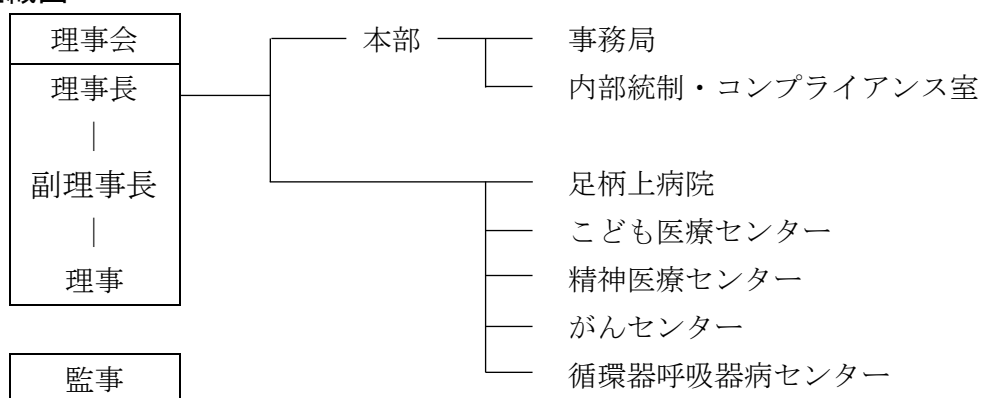 理事会
理事長
副理事長
理事
監事
本部
事務局
内部統制・コンプライアンス室
足柄上病院
こども医療センター
精神医療センター
がんセンター
循環器呼吸器病センター